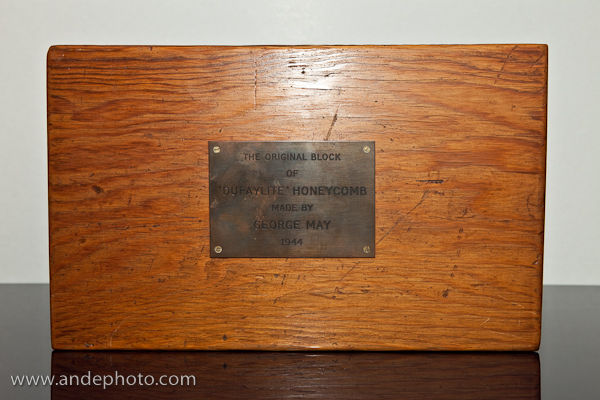 THE ORIGINAL BLOCK
OF
"DUFAYLITE" HONEYCOMB
MADE BY
GEORGE MAY
1944
www.andephoto.com